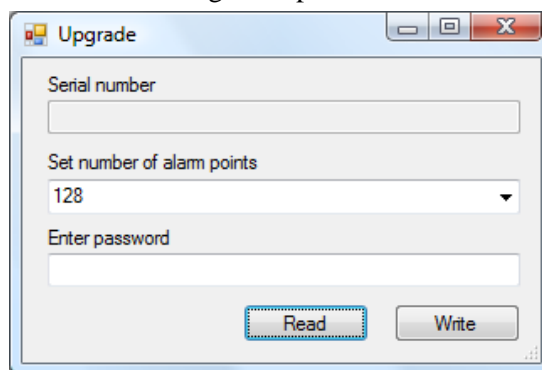 Upgrade
Serial number
Set number of alarm points
128
Enter password
Read Write